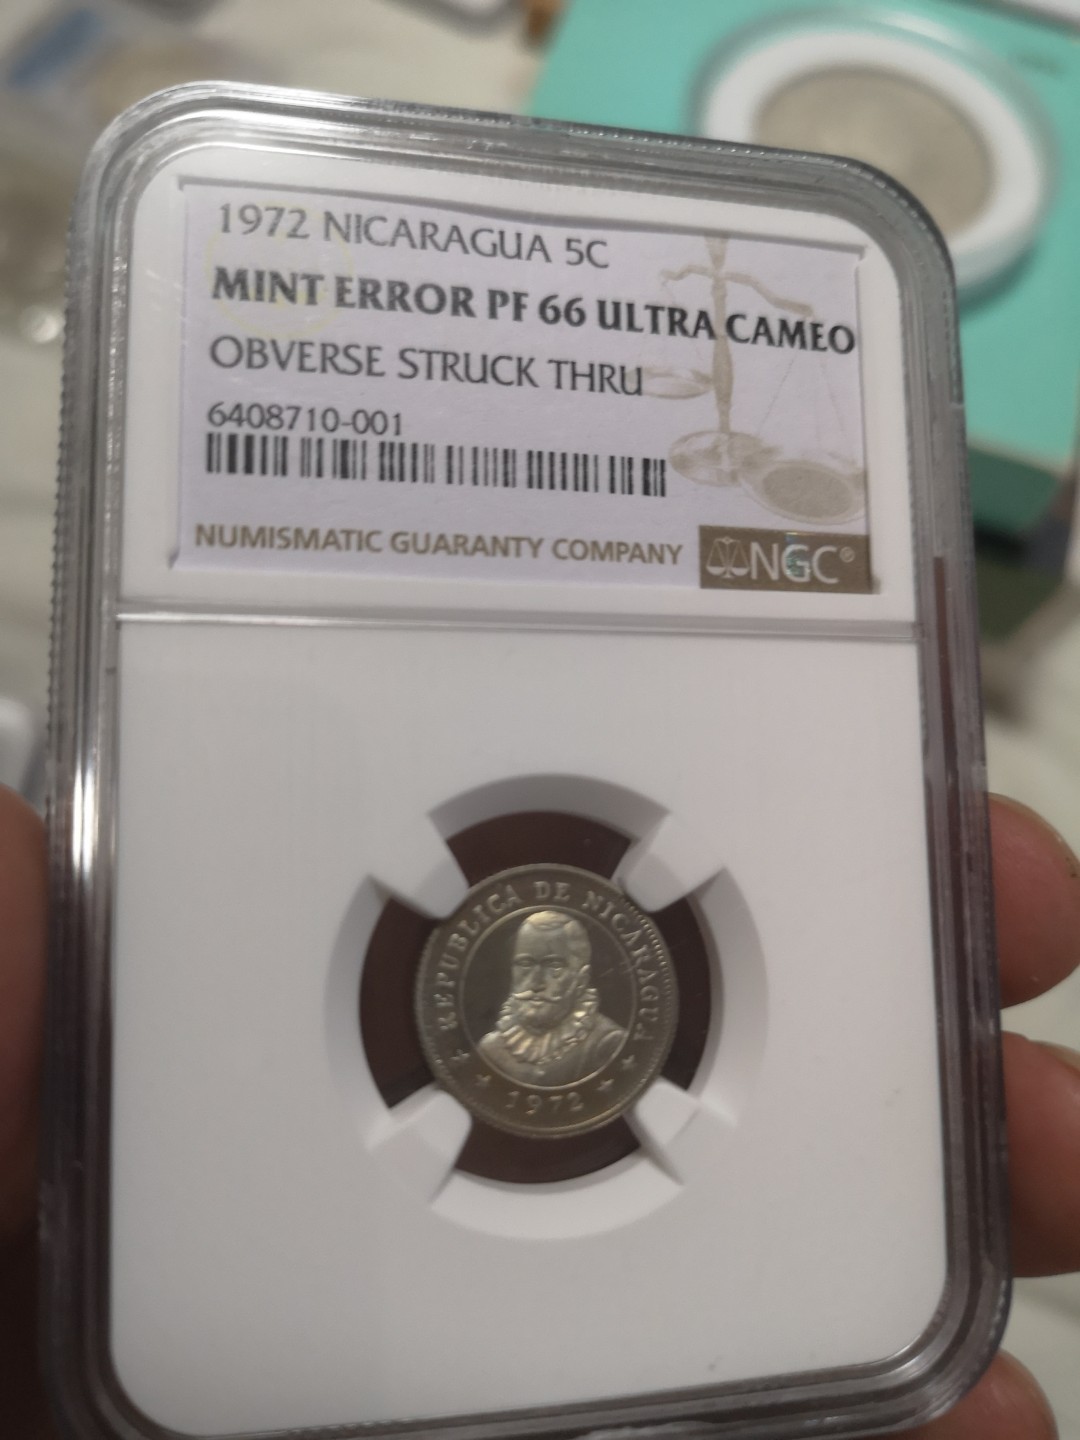 1972 NICARAGUA 5C
MINT ERROR PF 66 ULTRA CAMEO
OBVERSE STRUCK THRU
6408710-001
NUMISMATIC GUARANTY COMPANY
NGC®
REPUBLICA DE NICARAGUA
1972